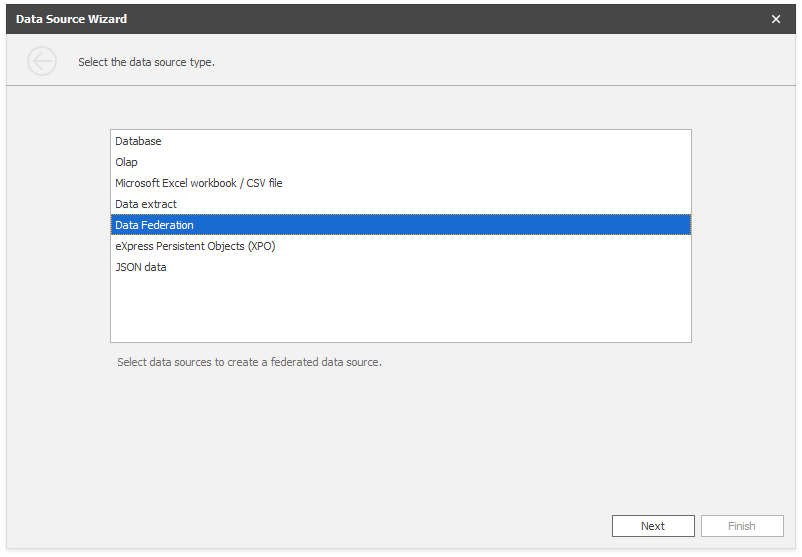 Data Source Wizard
Select the data source type.
Database
Olap
Microsoft Excel workbook / CSV file
Data extract
Data Federation
eXpress Persistent Objects (XPO)
JSON data
Select data sources to create a federated data source.
Next
Finish